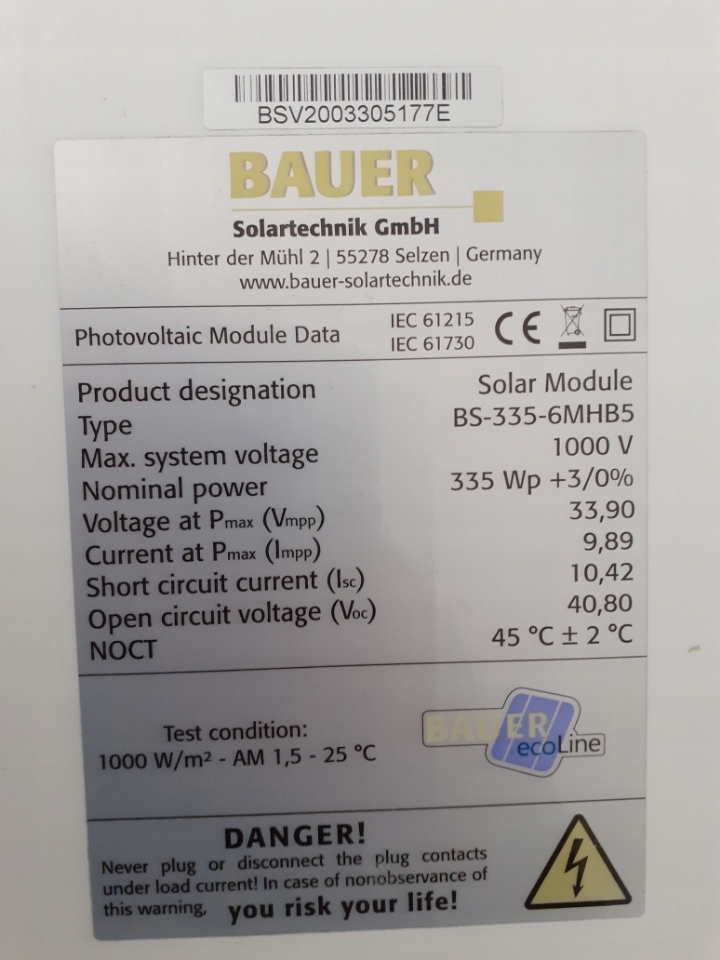 BSV2003305177E
BAUER
Solartechnik GmbH
Hinter der Mühl 2 | 55278 Selzen | Germany
www.bauer-solartechnik.de
Photovoltaic Module Data IEC 61215 CE
IEC 61730
Product designation Solar Module
Type BS-335-6MHB5
Max. system voltage 1000 V
Nominal power 335 Wp +3/0%
Voltage at Pmax (Vmpp) 33,90
Current at Pmax (Impp) 9,89
Short circuit current (Isc) 10,42
Open circuit voltage (Voc) 40,80
NOCT 45 °C ± 2 °C
Test condition:
1000 W/m² - AM 1,5 - 25 °C
BAUER
ecoLine
DANGER!
Never plug or disconnect the plug contacts
under load current! In case of nonobservance of
this warning, you risk your life!